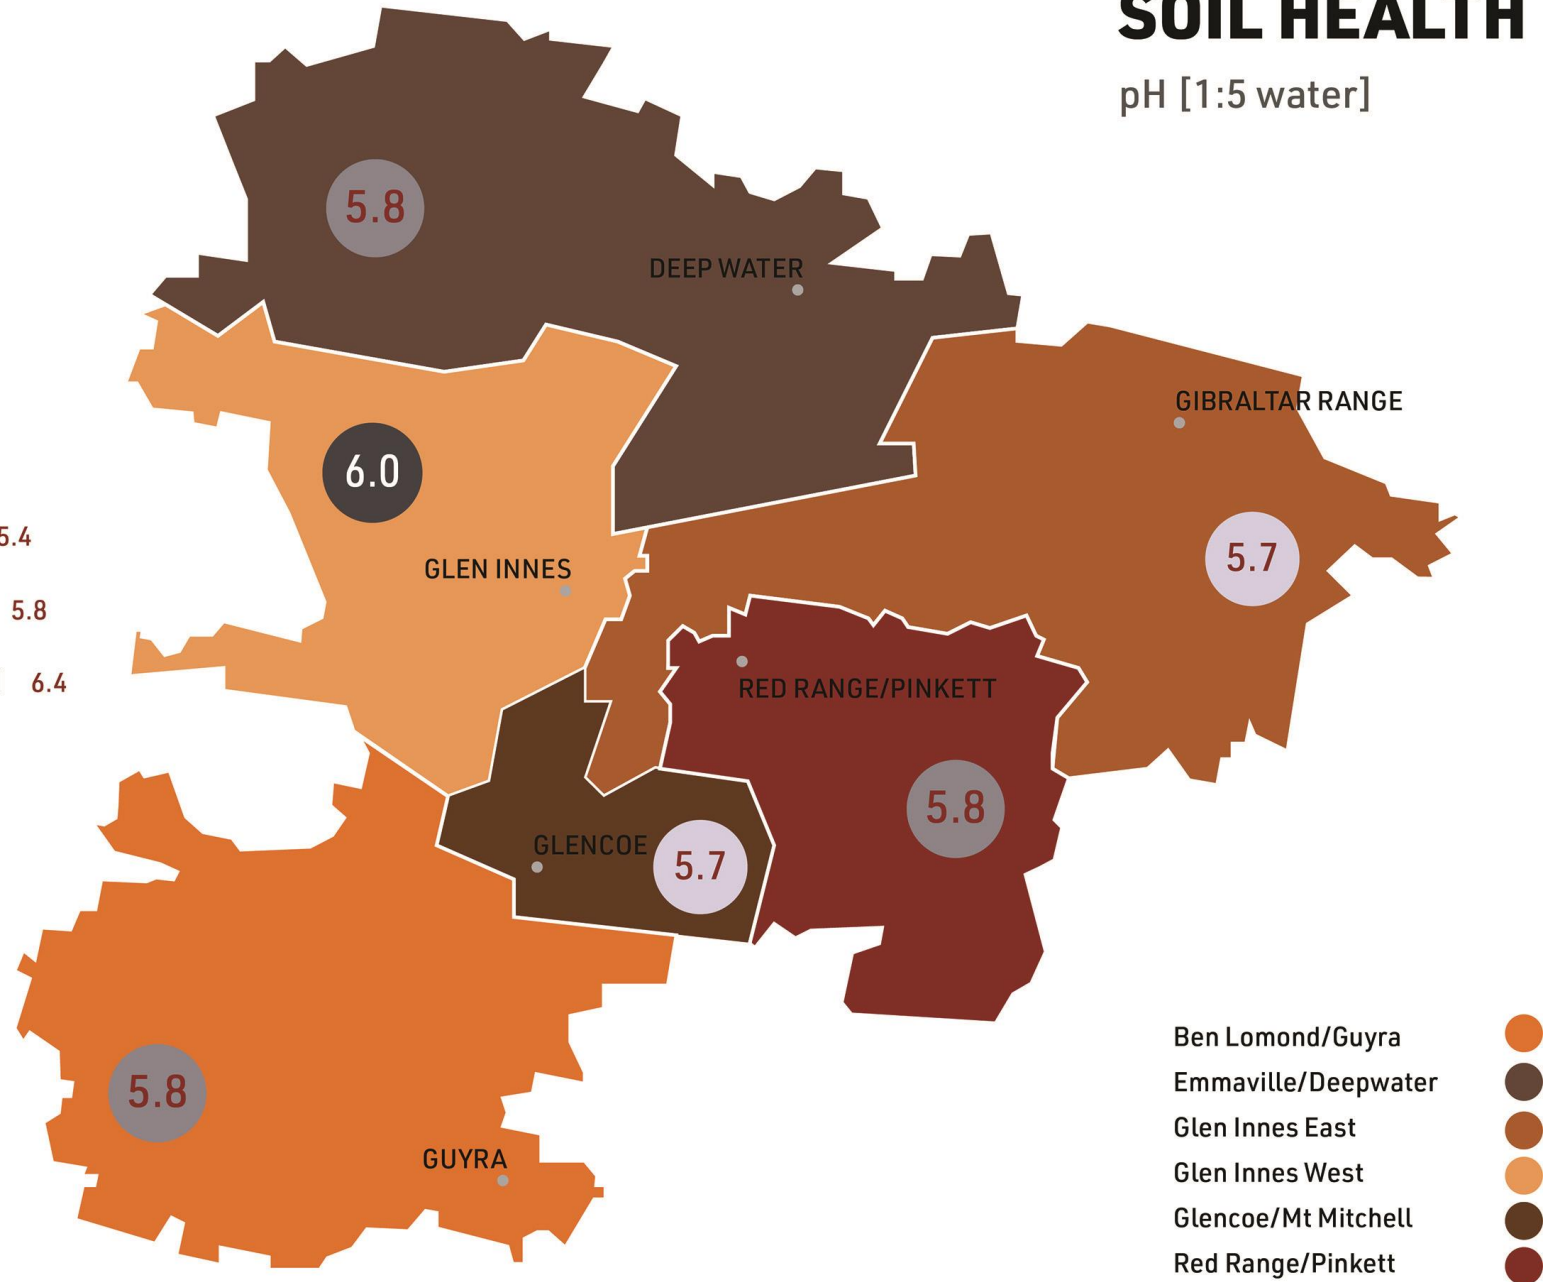 SOIL HEALTH
pH [1:5 water]
5.8
DEEP WATER
GIBRALTAR RANGE
6.0
5.4
5.7
GLEN INNES
5.8
6.4
RED RANGE/PINKETT
5.8
GLENCOE
5.7
5.8
GUYRA
Ben Lomond/Guyra
Emmaville/Deepwater
Glen Innes East
Glen Innes West
Glencoe/Mt Mitchell
Red Range/Pinkett